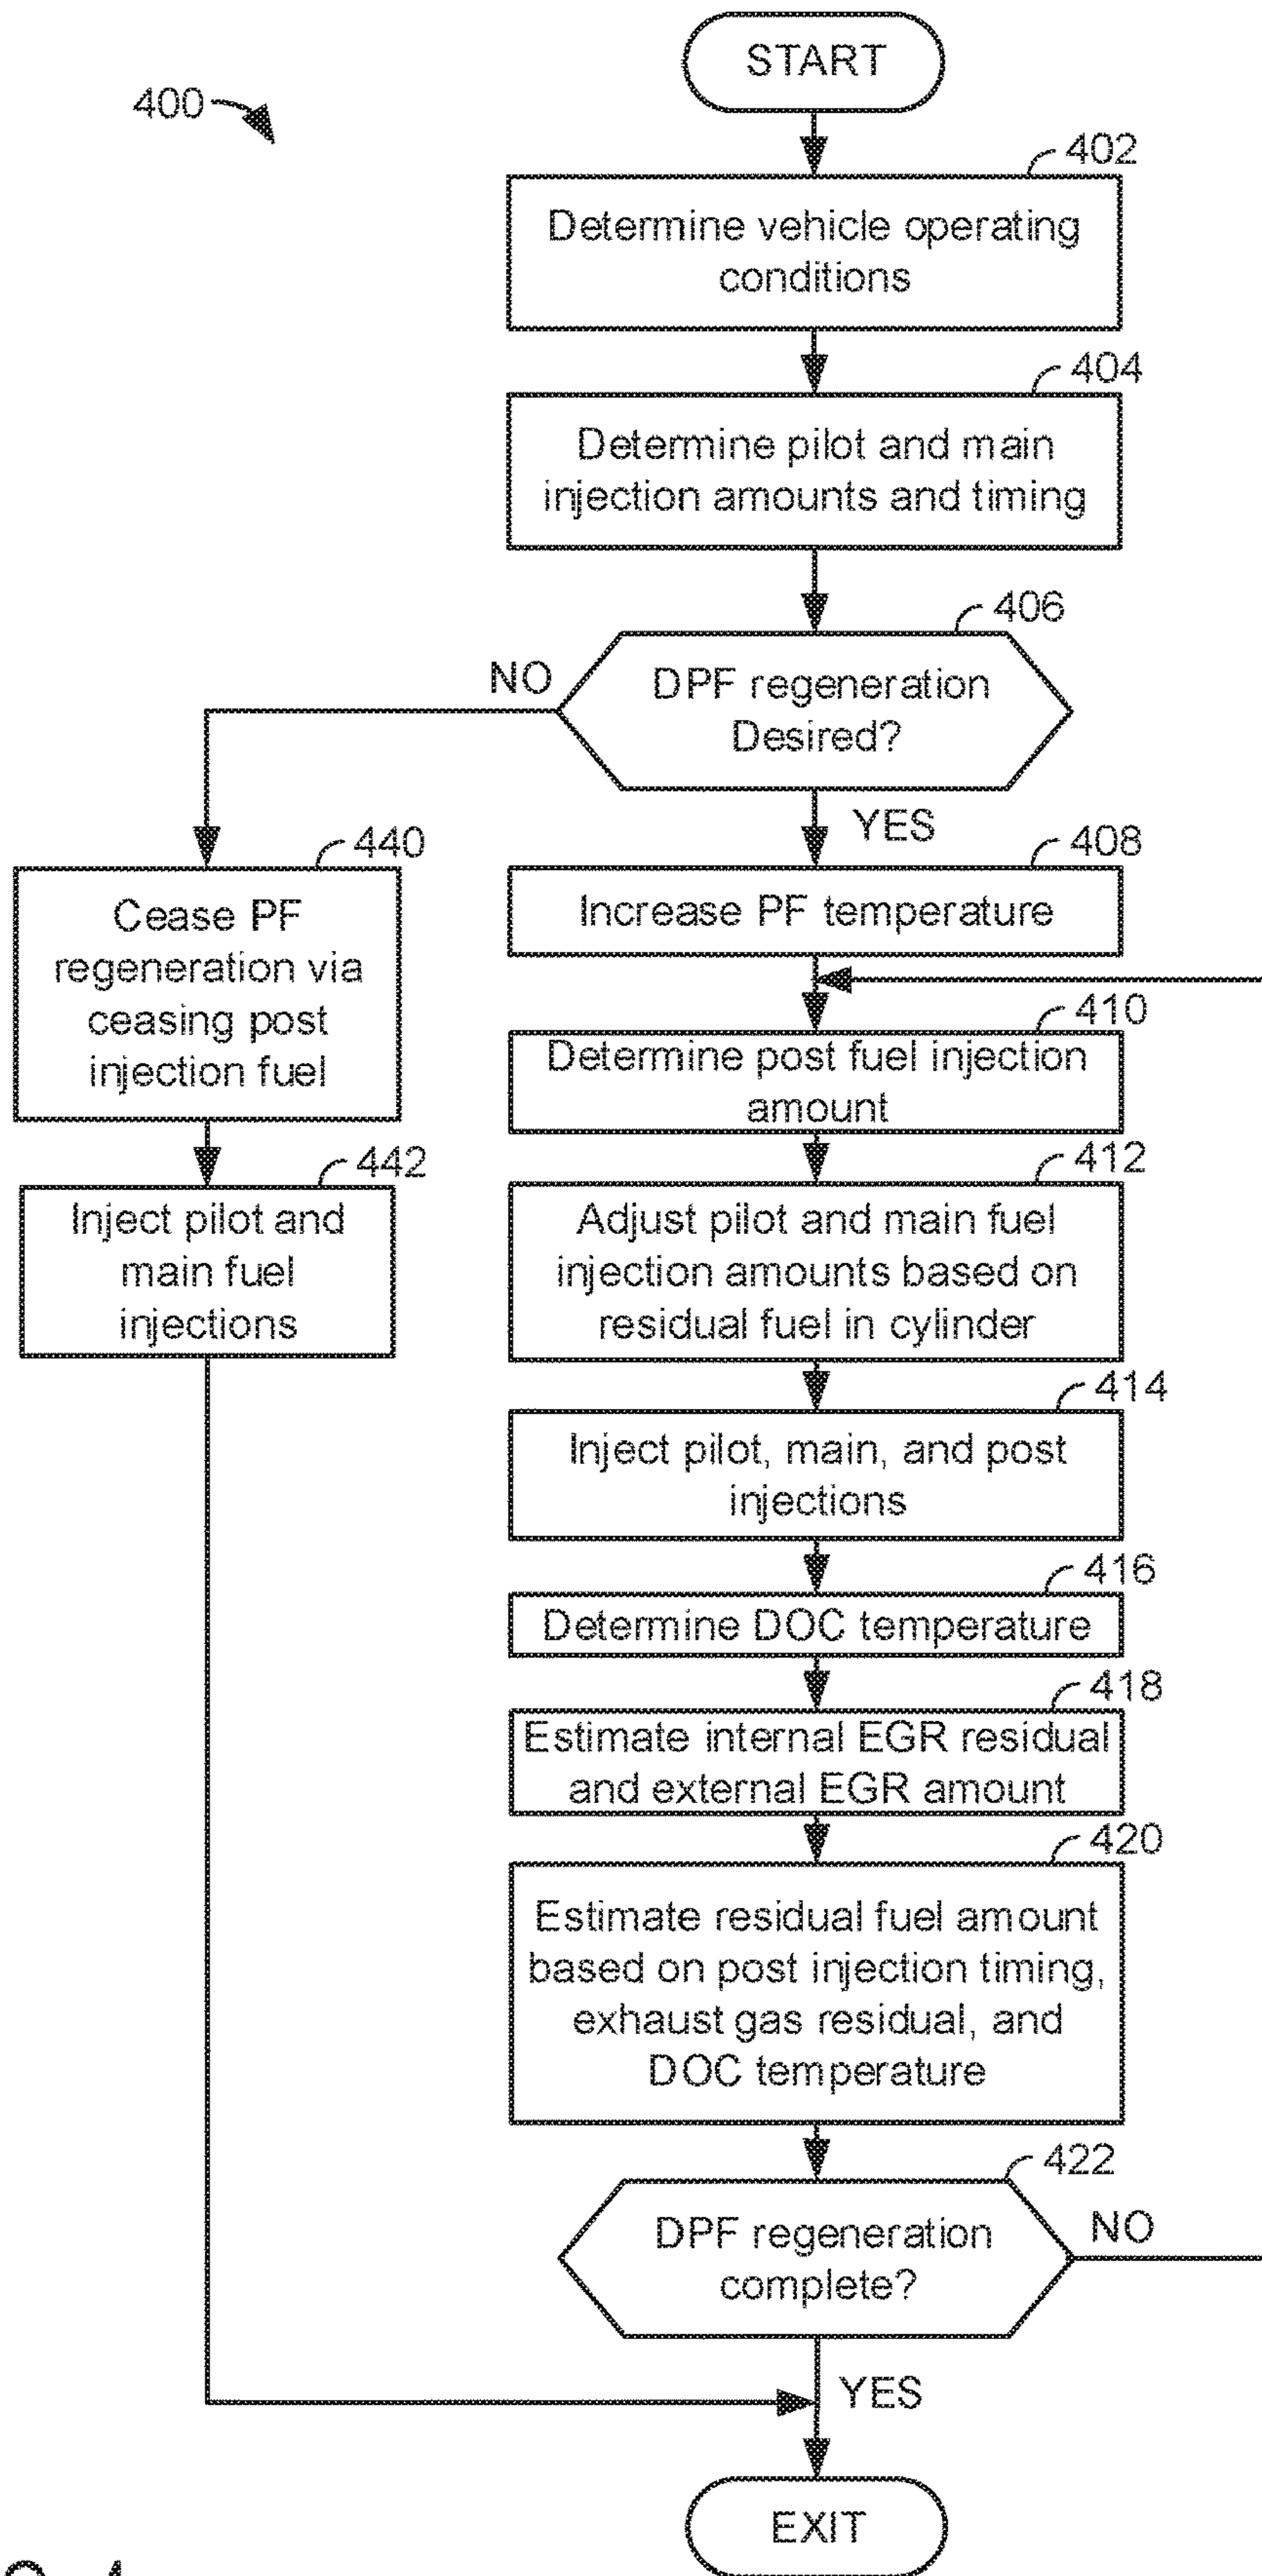 START
400
402
Determine vehicle operating
conditions
404
Determine pilot and main
injection amounts and timing
406
NO
DPF regeneration
Desired?
YES
440
408
Cease PF
regeneration via
ceasing post
injection fuel
Increase PF temperature
410
Determine post fuel injection
amount
442
412
Inject pilot and
main fuel
injections
Adjust pilot and main fuel
injection amounts based on
residual fuel in cylinder
414
Inject pilot, main, and post
injections
416
Determine DOC temperature
418
Estimate internal EGR residual
and external EGR amount
420
Estimate residual fuel amount
based on post injection timing,
exhaust gas residual, and
DOC temperature
422
DPF regeneration
complete?
NO
YES
EXIT